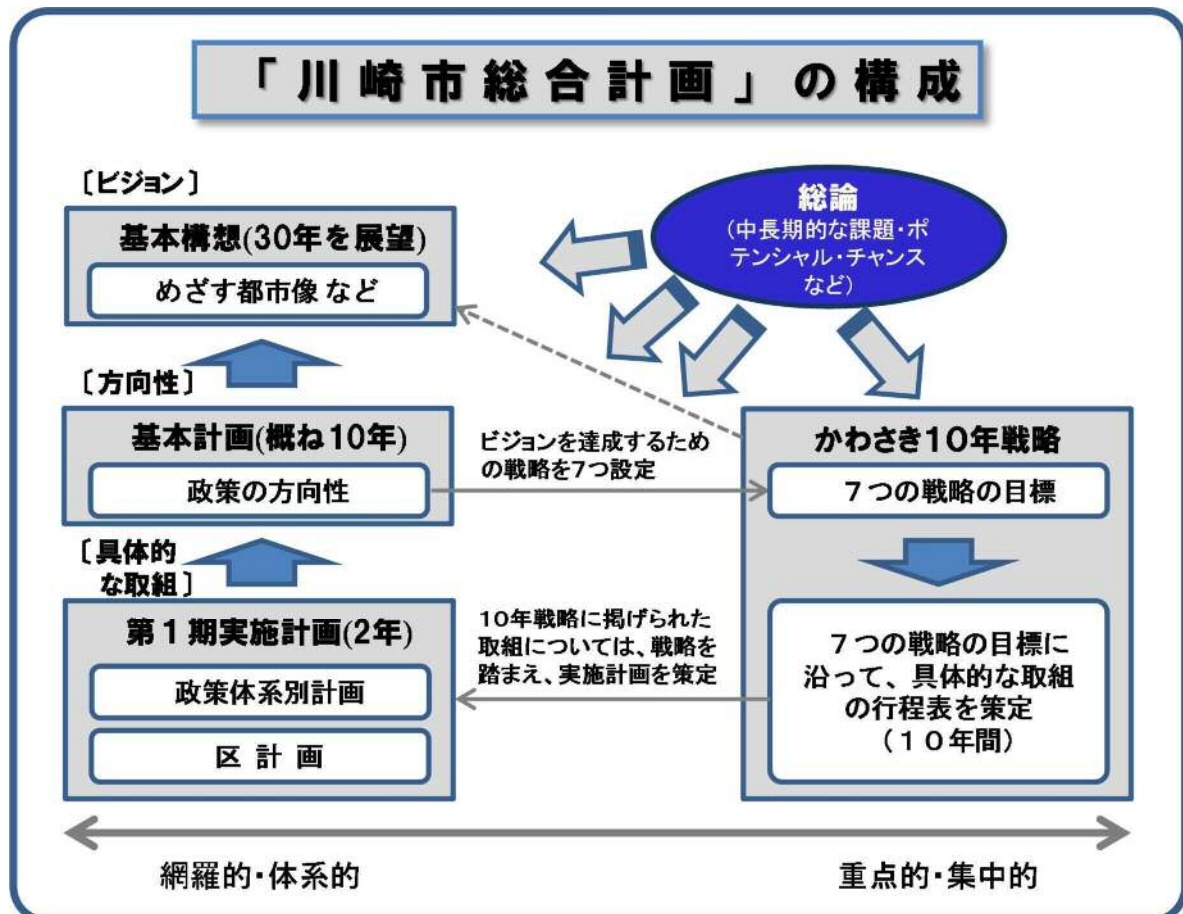 「川崎市総合計画」の構成
〔ビジョン〕
基本構想(30年を展望)
めざす都市像 など
総論
(中長期的な課題・ポ
テンシャル・チャンス
など)
〔方向性〕
基本計画(概ね10年)
政策の方向性
ビジョンを達成するため
の戦略を7つ設定
かわさき10年戦略
7つの戦略の目標
〔具体的
な取組〕
第1期実施計画(2年)
政策体系別計画
区 計 画
10年戦略に掲げられた
取組については、戦略を
踏まえ、実施計画を策定
7つの戦略の目標に
沿って、具体的な取組
の行程表を策定
(10年間)
網羅的・体系的
重点的・集中的